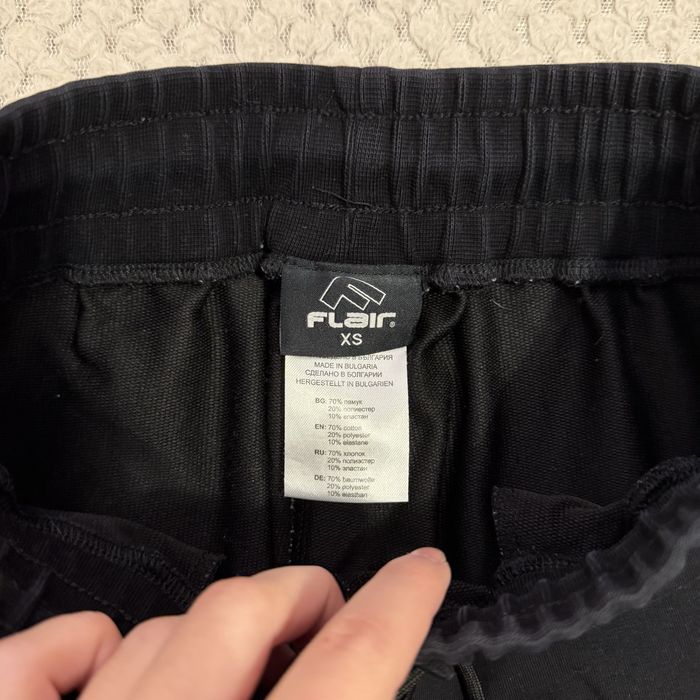 FLAIR®
XS
ПРОИЗВЕДЕНО В БЪЛГАРИЯ
MADE IN BULGARIA
СДЕЛАНО В БОЛГАРИИ
HERGESTELLT IN BULGARIEN
BG: 70% памук
20% полиестер
10% еластан
EN: 70% cotton
20% polyester
10% elastane
RU: 70% хлопок
20% полиэстер
10% эластан
DE: 70% baumwolle
20% polyester
10% elasthan